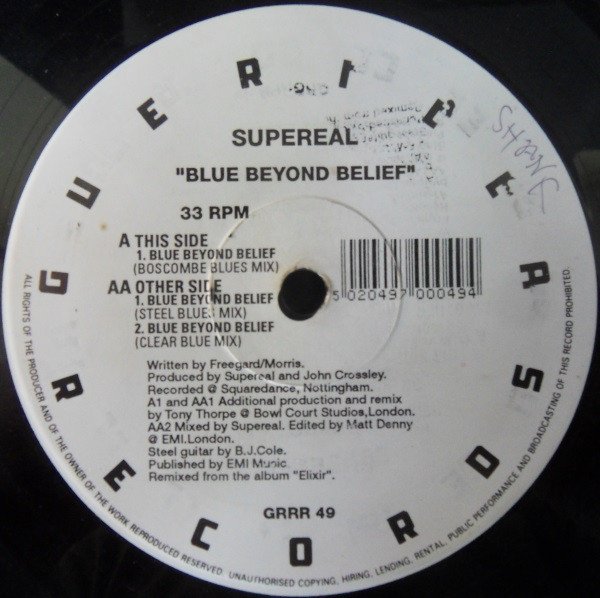 GUERILLA
SUPEREAL
"BLUE BEYOND BELIEF"
33 RPM
A THIS SIDE
1. BLUE BEYOND BELIEF
(BOSCOMBE BLUES MIX)
AA OTHER SIDE
1. BLUE BEYOND BELIEF
(STEEL BLUES MIX)
2. BLUE BEYOND BELIEF
(CLEAR BLUE MIX)
5 020497 000494
Written by Freegard/Morris.
Produced by Supereal and John Crossley.
Recorded @ Squaredance, Nottingham.
A1 and AA1 Additional production and remix
by Tony Thorpe @ Bowl Court Studios,London.
AA2 Mixed by Supereal. Edited by Matt Denny
@ EMI.London.
Steel guitar by B.J.Cole.
Published by EMI Music.
Remixed from the album "Elixir".
GRRR 49
RECORDS
ALL RIGHTS OF THE PRODUCER AND OF THE OWNER OF THE WORK REPRODUCED RESERVED. UNAUTHORISED COPYING, HIRING, LENDING, RENTAL, PUBLIC PERFORMANCE AND BROADCASTING OF THIS RECORD PROHIBITED.